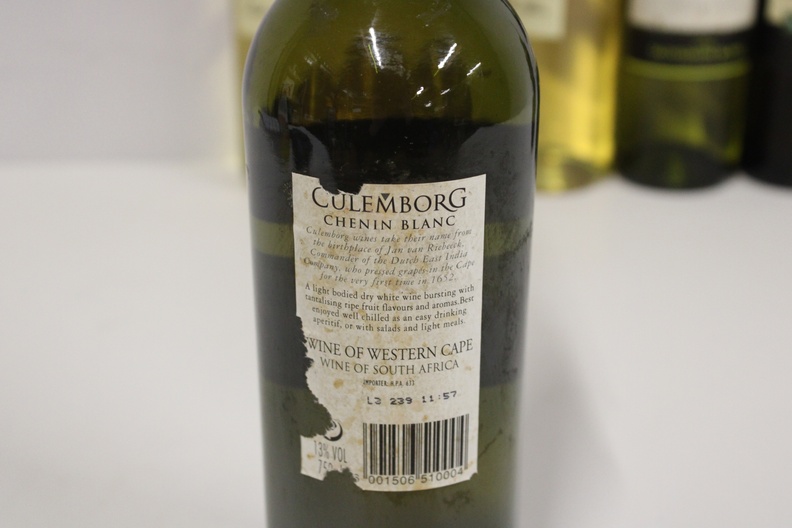 CULEMBORG
CHENIN BLANC
Culemborg wines take their name from
the birthplace of Jan van Riebeeck,
Commander of the Dutch East India
Company, who pressed grapes in the Cape
for the very first time in 1652.
A light bodied dry white wine bursting with
tantalising ripe fruit flavours and aromas. Best
enjoyed well chilled as an easy drinking
aperitif, or with salads and light meals.
WINE OF WESTERN CAPE
WINE OF SOUTH AFRICA
IMPORTER: H.P.A. 433
L3 239 11:57
13% VOL
001506 510004